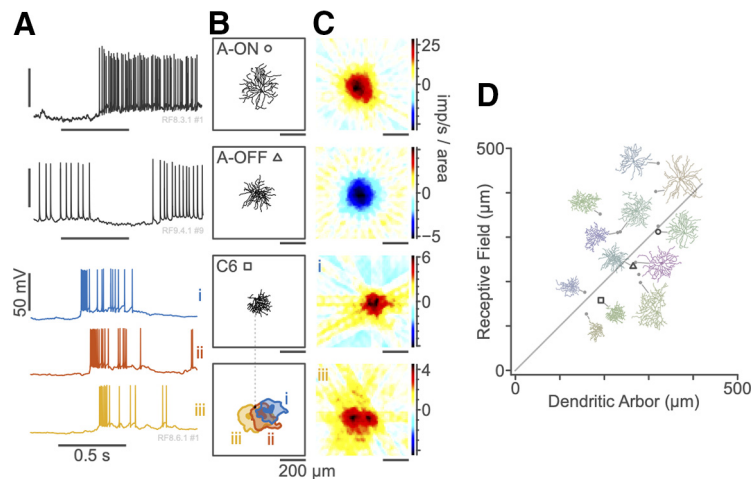 A
B
C
D
A-ON
25
0
imp/s / area
RF8.3.1 #1
A-OFF
4
0
−5
RF9.4.1 #9
50 mV
i
ii
iii
C6
i
6
0
i
ii
iii
iii
4
0
RF8.6.1 #1
0.5 s
200 µm
500
0
Receptive Field (µm)
0
500
Dendritic Arbor (µm)